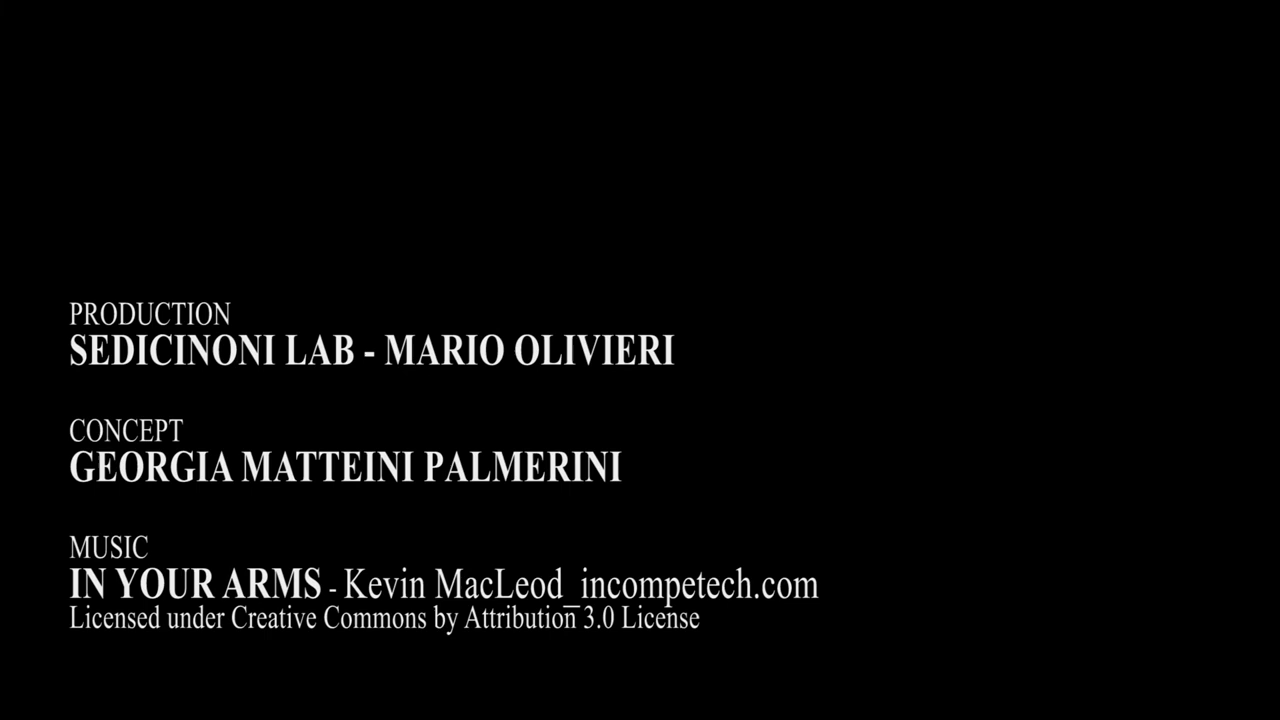 PRODUCTION
SEDICINONI LAB - MARIO OLIVIERI
CONCEPT
GEORGIA MATTEINI PALMERINI
MUSIC
IN YOUR ARMS - Kevin MacLeod_incompetech.com
Licensed under Creative Commons by Attribution 3.0 License